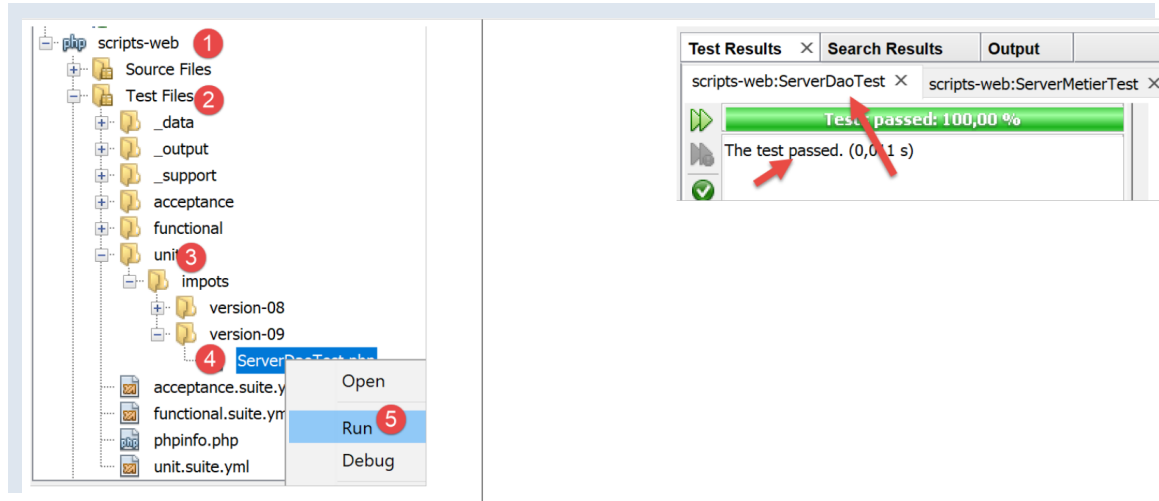 scripts-web 1
Source Files
Test Files 2
_data
_output
_support
acceptance
functional
unit 3
impots
version-08
version-09
4
acceptance.suite.y
Open
functional.suite.ym
Run 5
phpinfo.php
Debug
unit.suite.yml
Test Results × Search Results Output
scripts-web:ServerDaoTest × scripts-web:ServerMetierTest ×
passed: 100,00 %
The test passed. s)